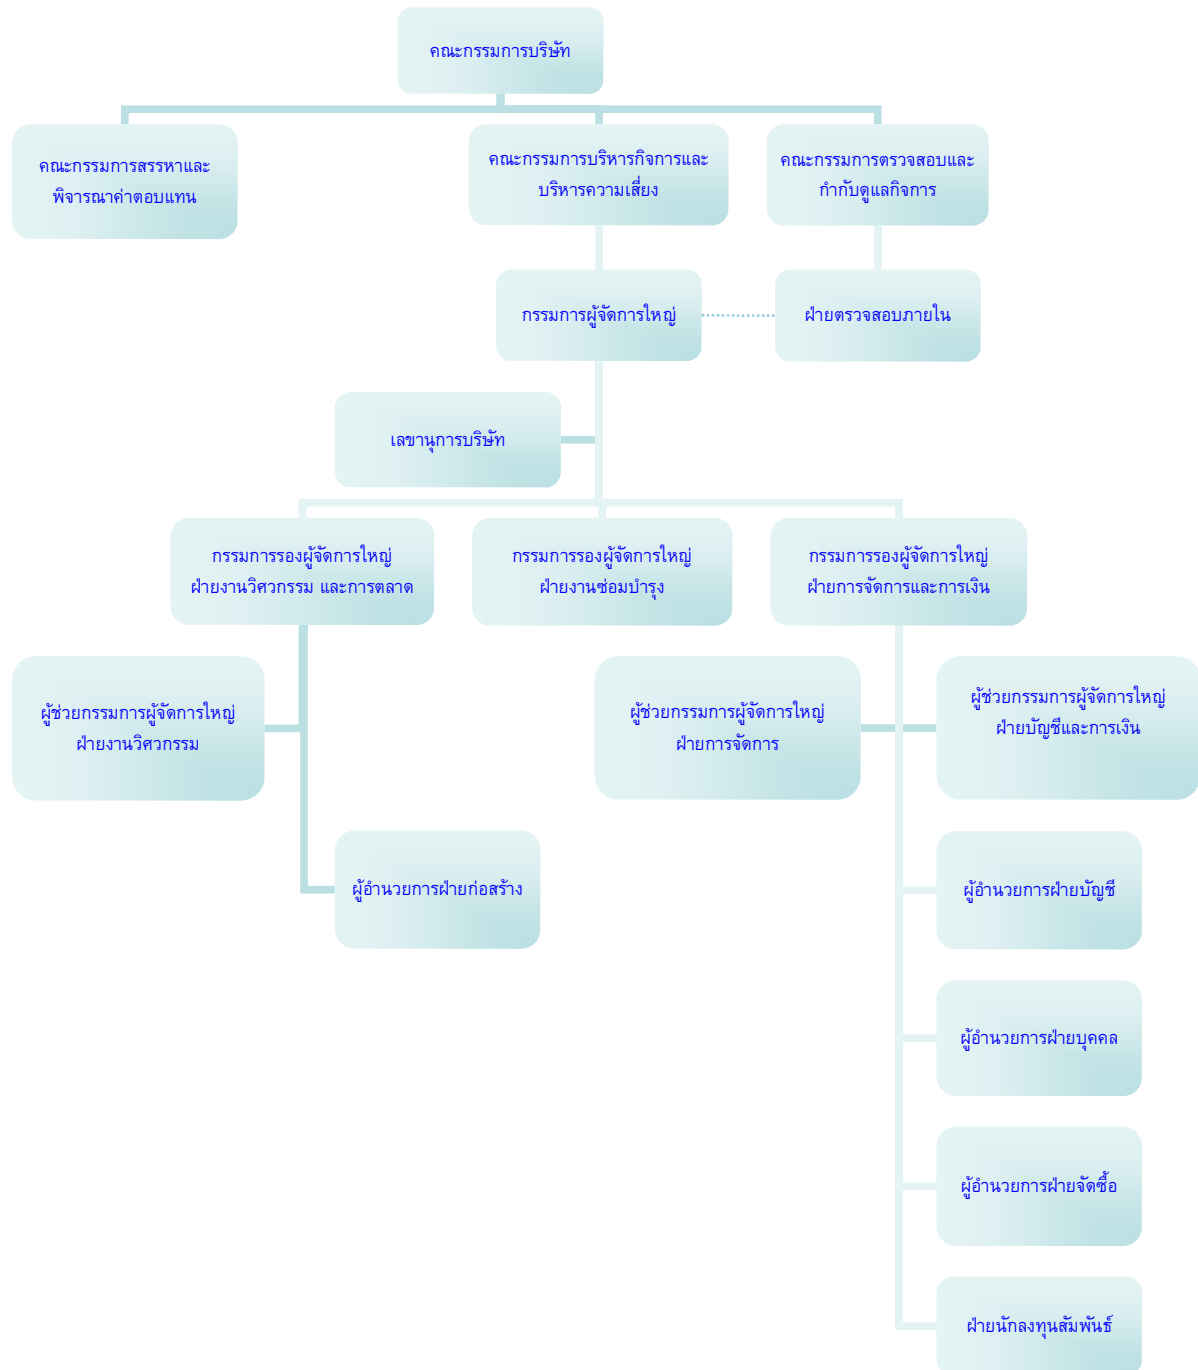 คณะกรรมการบริษัท
คณะกรรมการสรรหาและ
พิจารณาค่าตอบแทน
คณะกรรมการบริหารกิจการและ
บริหารความเสี่ยง
คณะกรรมการตรวจสอบและ
กำกับดูแลกิจการ
กรรมการผู้จัดการใหญ่
ฝ่ายตรวจสอบภายใน
เลขานุการบริษัท
กรรมการรองผู้จัดการใหญ่
ฝ่ายงานวิศวกรรม และการตลาด
กรรมการรองผู้จัดการใหญ่
ฝ่ายงานซ่อมบำรุง
กรรมการรองผู้จัดการใหญ่
ฝ่ายการจัดการและการเงิน
ผู้ช่วยกรรมการผู้จัดการใหญ่
ฝ่ายงานวิศวกรรม
ผู้ช่วยกรรมการผู้จัดการใหญ่
ฝ่ายการจัดการ
ผู้ช่วยกรรมการผู้จัดการใหญ่
ฝ่ายบัญชีและการเงิน
ผู้อำนวยการฝ่ายก่อสร้าง
ผู้อำนวยการฝ่ายบัญชี
ผู้อำนวยการฝ่ายบุคคล
ผู้อำนวยการฝ่ายจัดซื้อ
ฝ่ายนักลงทุนสัมพันธ์